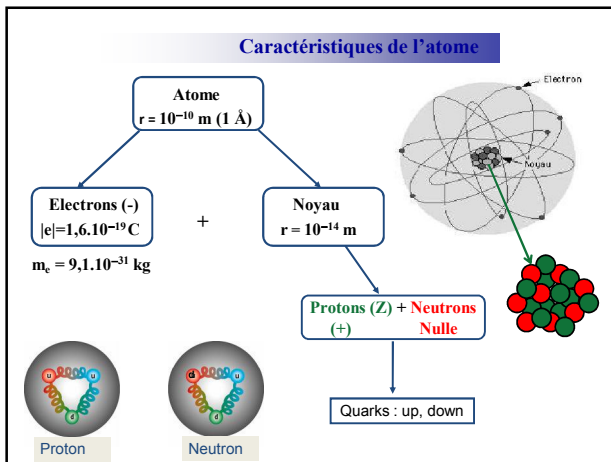 Caractéristiques de l'atome
Atome
r = 10⁻¹⁰ m (1 Å)
Electron
Noyau
Electrons (-)
|e|=1,6.10⁻¹⁹ C
+
Noyau
r = 10⁻¹⁴ m
mₑ = 9,1.10⁻³¹ kg
Protons (Z) + Neutrons
(+) Nulle
Quarks : up, down
u u
d
Proton
u
d
Neutron